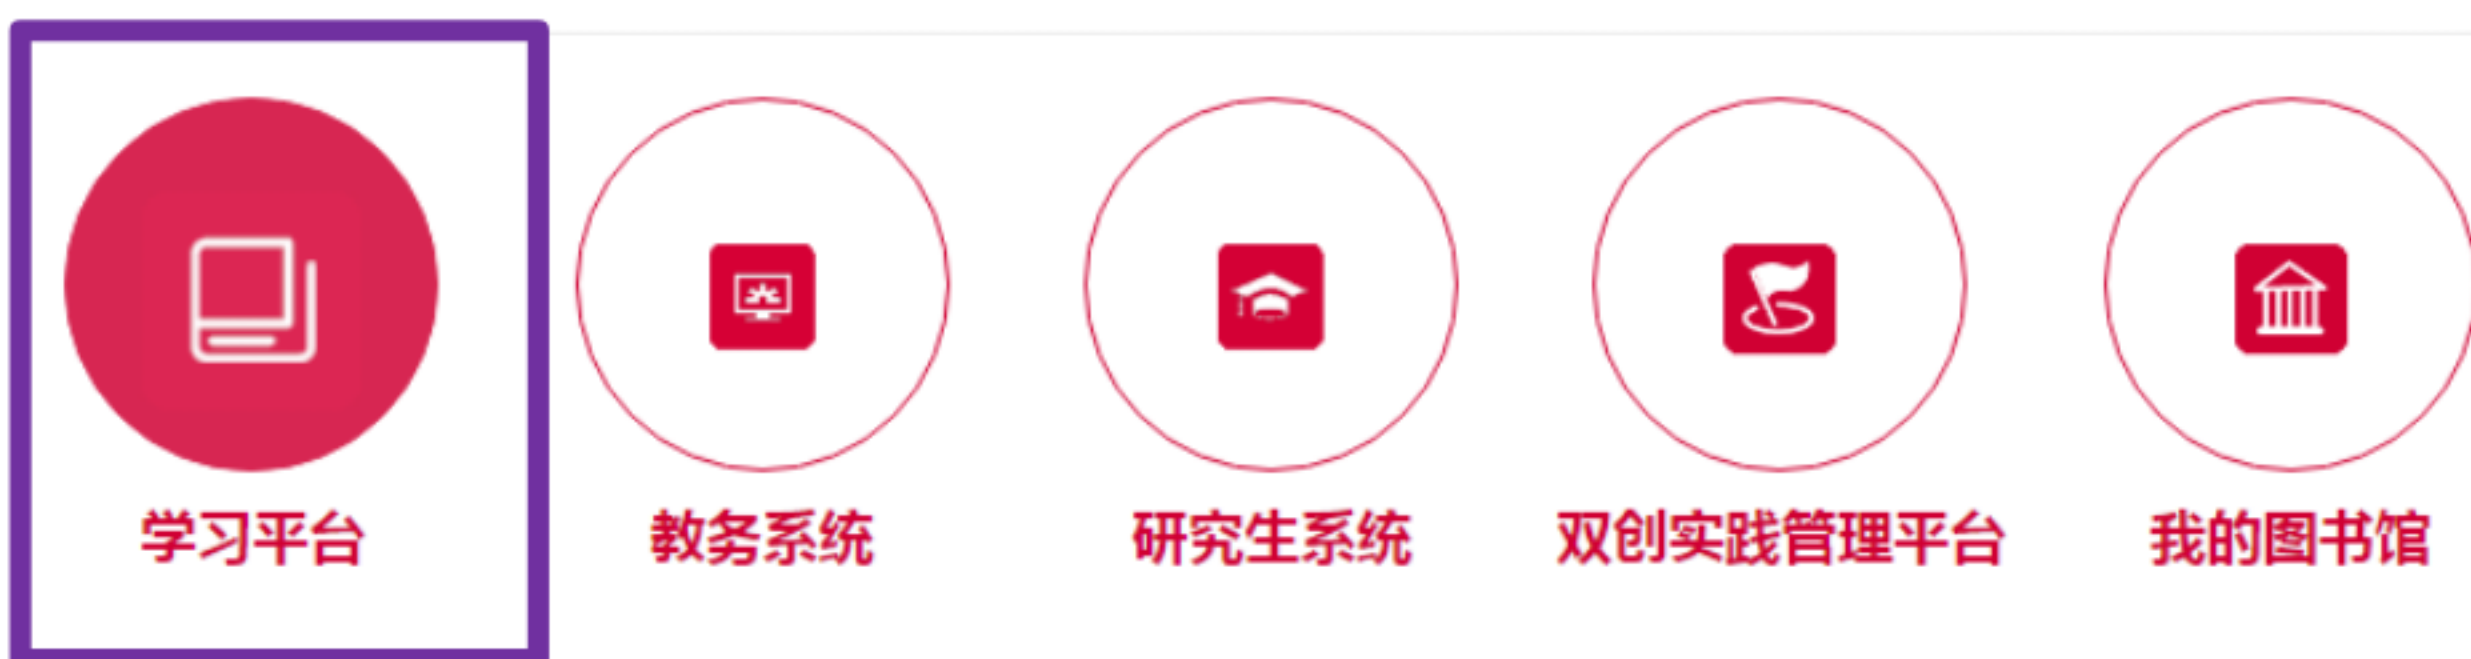 学习平台
教务系统
研究生系统
双创实践管理平台
我的图书馆